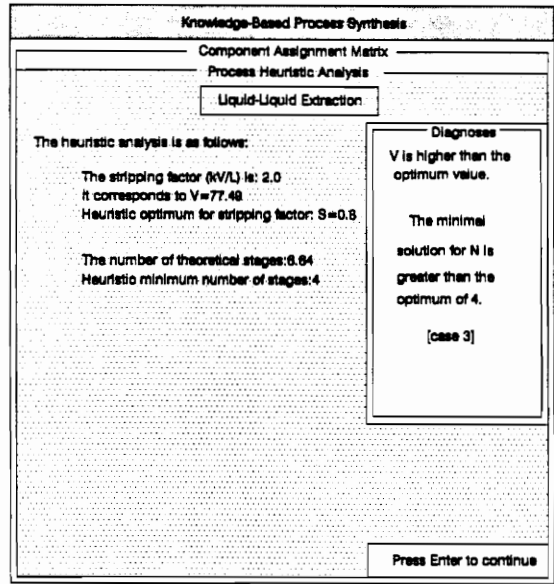 Knowledge-Based Process Synthesis
Component Assignment Matrix
Process Heuristic Analysis
Liquid-Liquid Extraction
The heuristic analysis is as follows:
The stripping factor (kV/L) is: 2.0
It corresponds to V=77.49
Heuristic optimum for stripping factor: S=0.8
The number of theoretical stages:6.64
Heuristic minimum number of stages:4
Diagnoses
V is higher than the
optimum value.
The minimal
solution for N is
greater than the
optimum of 4.
[case 3]
Press Enter to continue